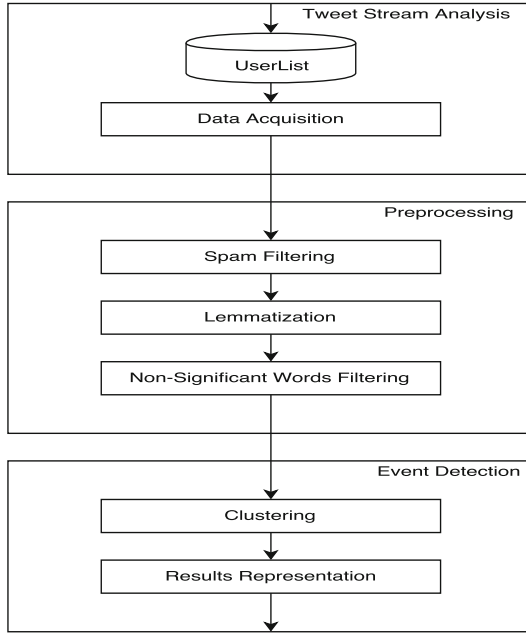 Tweet Stream Analysis
UserList
Data Acquisition
Preprocessing
Spam Filtering
Lemmatization
Non-Significant Words Filtering
Event Detection
Clustering
Results Representation